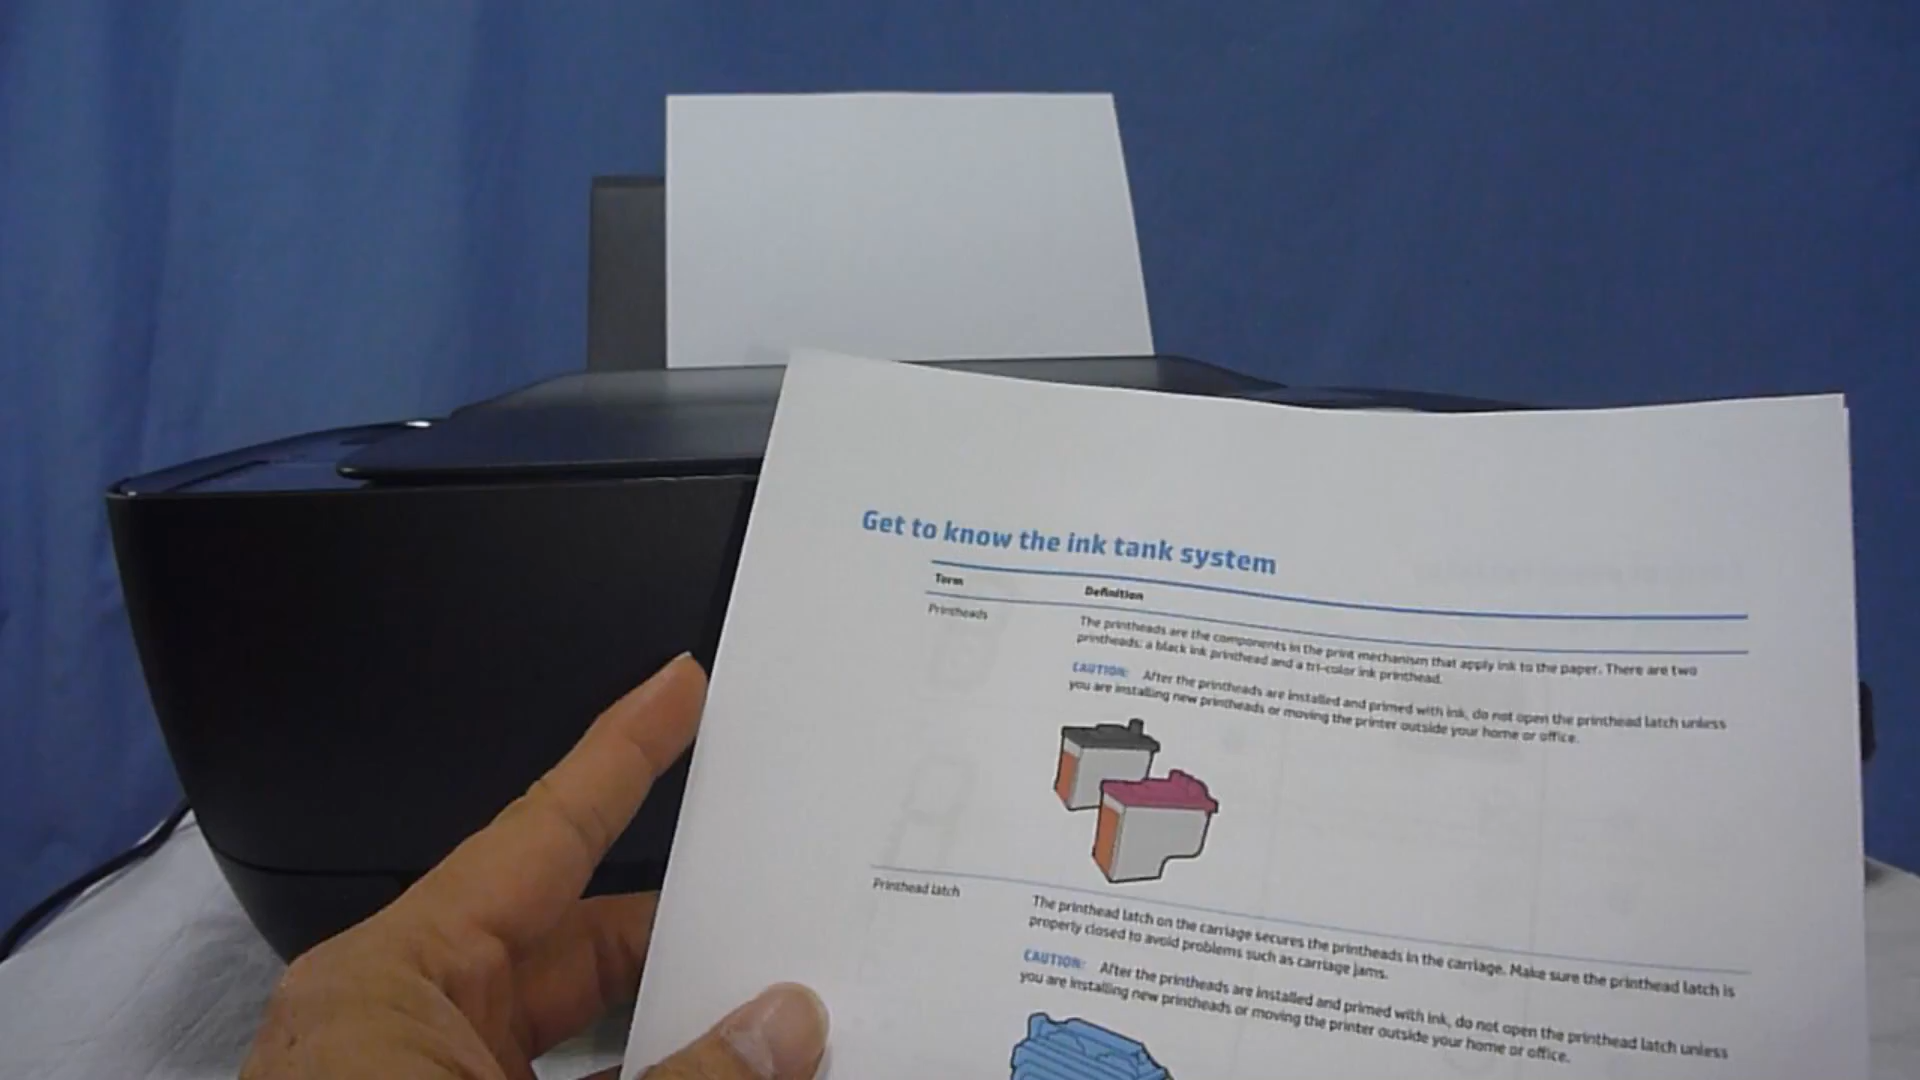 Get to know the ink tank system
Term Definition
Printheads The printheads are the components in the print mechanism that apply ink to the paper. There are two
printheads: a black ink printhead and a tri-color ink printhead.
CAUTION: After the printheads are installed and primed with ink, do not open the printhead latch unless
you are installing new printheads or moving the printer outside your home or office.
Printhead latch The printhead latch on the carriage secures the printheads in the carriage. Make sure the printhead latch is
properly closed to avoid problems such as carriage jams.
CAUTION: After the printheads are installed and primed with ink, do not open the printhead latch unless
you are installing new printheads or moving the printer outside your home or office.